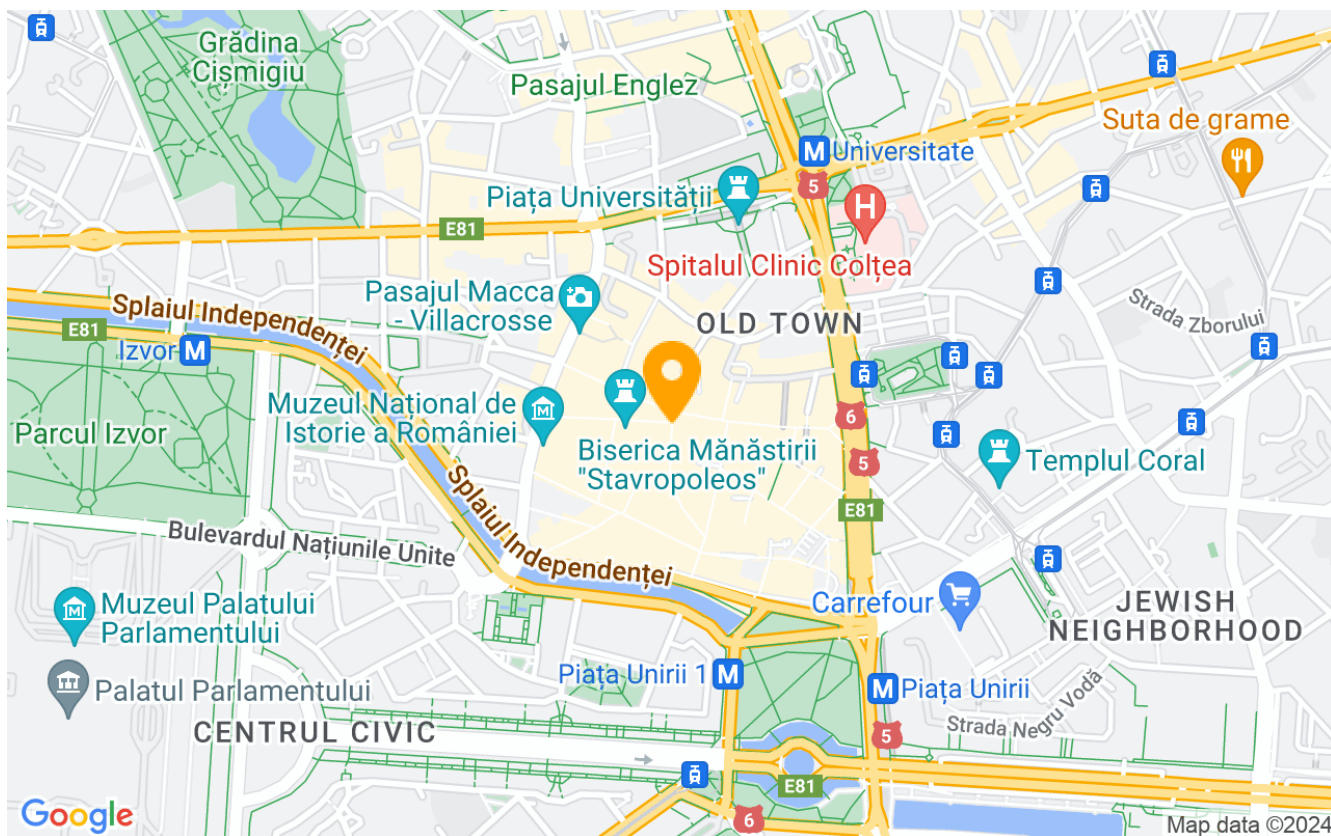 Grădina
Cișmigiu
Pasajul Englez
Suta de grame
M Universitate
5
Piața Universității
H
E81
Spitalul Clinic Colțea
Pasajul Macca
- Villacrosse
Splaiul Independenței
Strada Zborului
OLD TOWN
E81
Izvor M
Muzeul Național de
Istorie a României
6
Parcul Izvor
Biserica Mănăstirii
"Stavropoleos"
5
Templul Coral
Splaiul Independenței
E81
Bulevardul Națiunile Unite
Muzeul Palatului
Parlamentului
Carrefour
JEWISH
NEIGHBORHOOD
Piața Unirii 1 M
M Piața Unirii
Palatul Parlamentului
Strada Negru Vodă
CENTRUL CIVIC
5
E81
6
Google
Map data ©2024